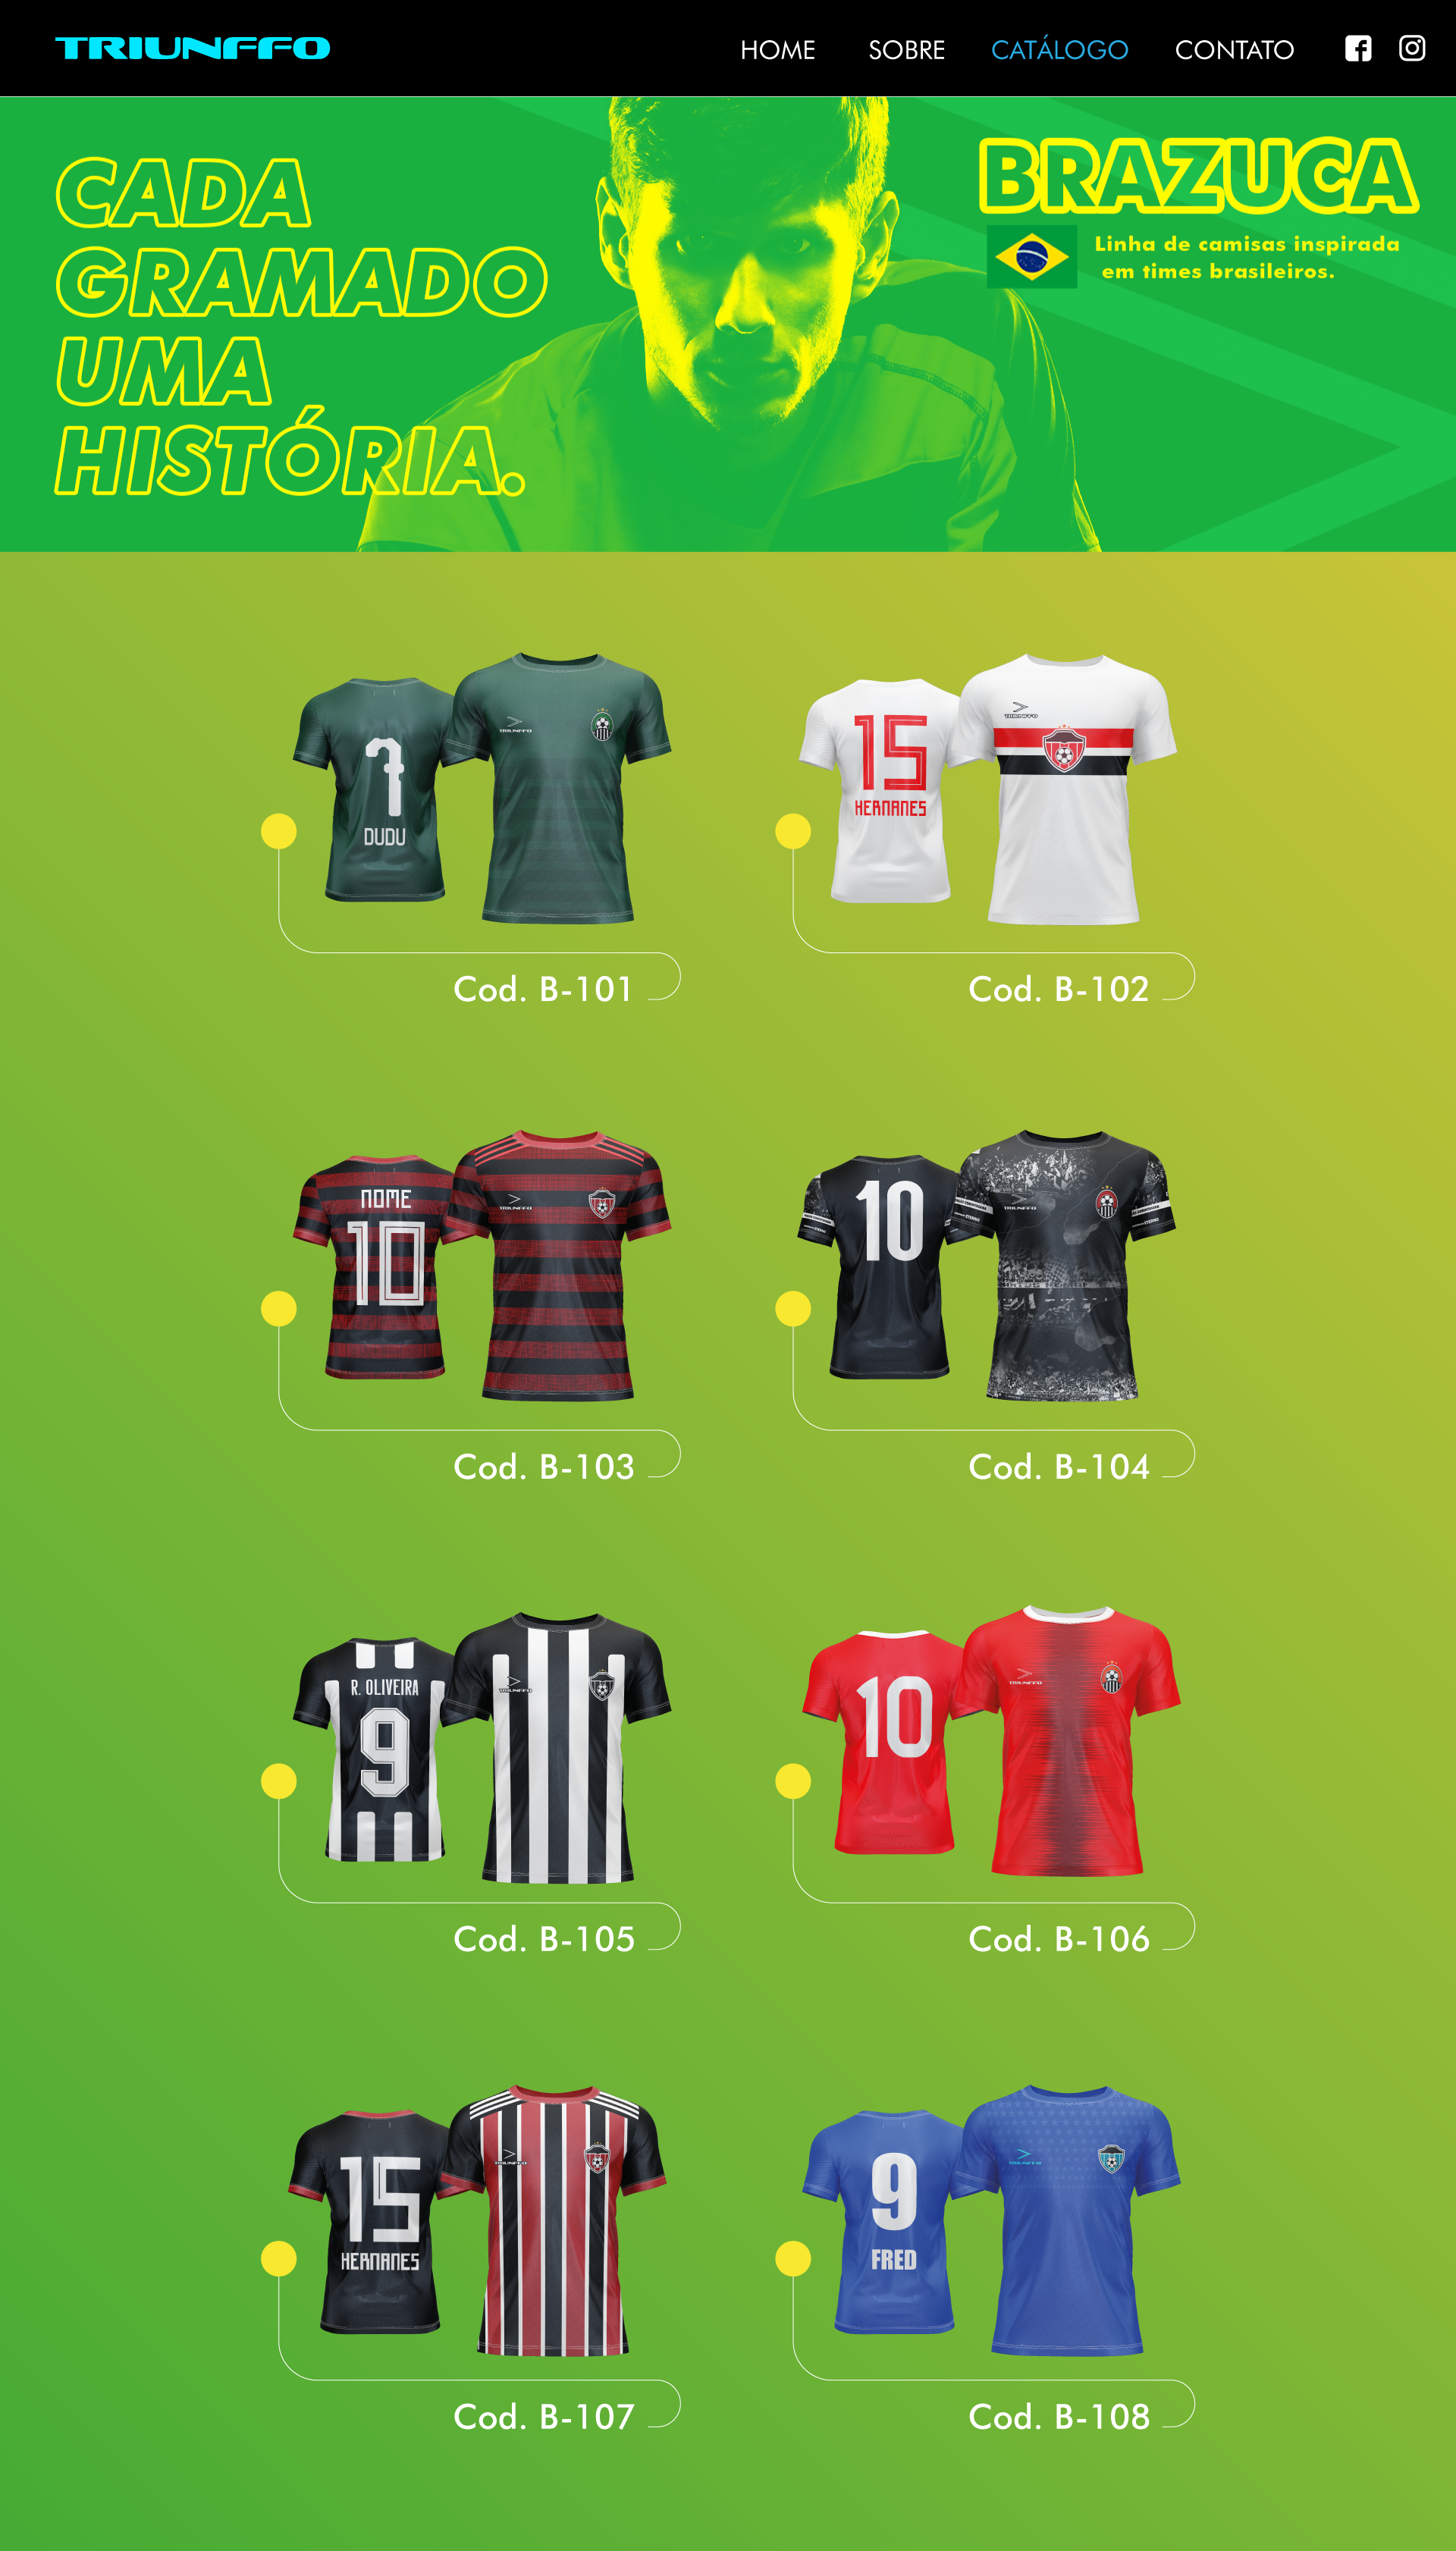 TRIUNFFO
HOME SOBRE CATÁLOGO CONTATO
CADA
GRAMADO
UMA
HISTÓRIA.
BRAZUCA
Linha de camisas inspirada
em times brasileiros.
7
DUDU
TRIUNFFO
Cod. B-101
15
HERNANES
TRIUNFFO
Cod. B-102
NOME
10
TRIUNFFO
Cod. B-103
10
TRIUNFFO
Cod. B-104
R. OLIVEIRA
9
TRIUNFFO
Cod. B-105
10
TRIUNFFO
Cod. B-106
15
HERNANES
TRIUNFFO
Cod. B-107
9
FRED
TRIUNFFO
Cod. B-108